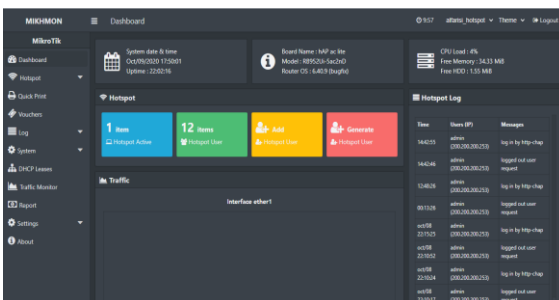 MIKHMON
Dashboard
9:57
alfansi_hotspot
Theme
Logout
MikroTik
Dashboard
Hotspot
Quick Print
Vouchers
Log
System
DHCP Leases
Traffic Monitor
Report
Settings
About
System date & time
Oct/09/2020 17:50:01
Uptime : 22:02:16
Board Name : hAP ac lite
Model : RB952Ui-5ac2nD
Router OS : 6.40.9 (bugfix)
CPU Load : 4%
Free Memory : 34.33 MiB
Free HDD : 1.55 MiB
Hotspot
1 item
Hotspot Active
12 items
Hotspot User
Add
Hotspot User
Generate
Hotspot User
Traffic
Interface ether1
Hotspot Log
Time Users (IP) Messages
14:42:55 admin (200.200.200.253) log in by http-chap
14:42:46 admin (200.200.200.253) logged out user request
12:48:26 admin (200.200.200.253) log in by http-chap
00:13:26 admin (200.200.200.253) logged out user request
oct/08 22:15:23 admin (200.200.200.253) log in by http-chap
oct/08 22:10:52 admin (200.200.200.253) logged out user request
oct/08 22:10:24 admin (200.200.200.253) log in by http-chap
oct/08 admin logged out user